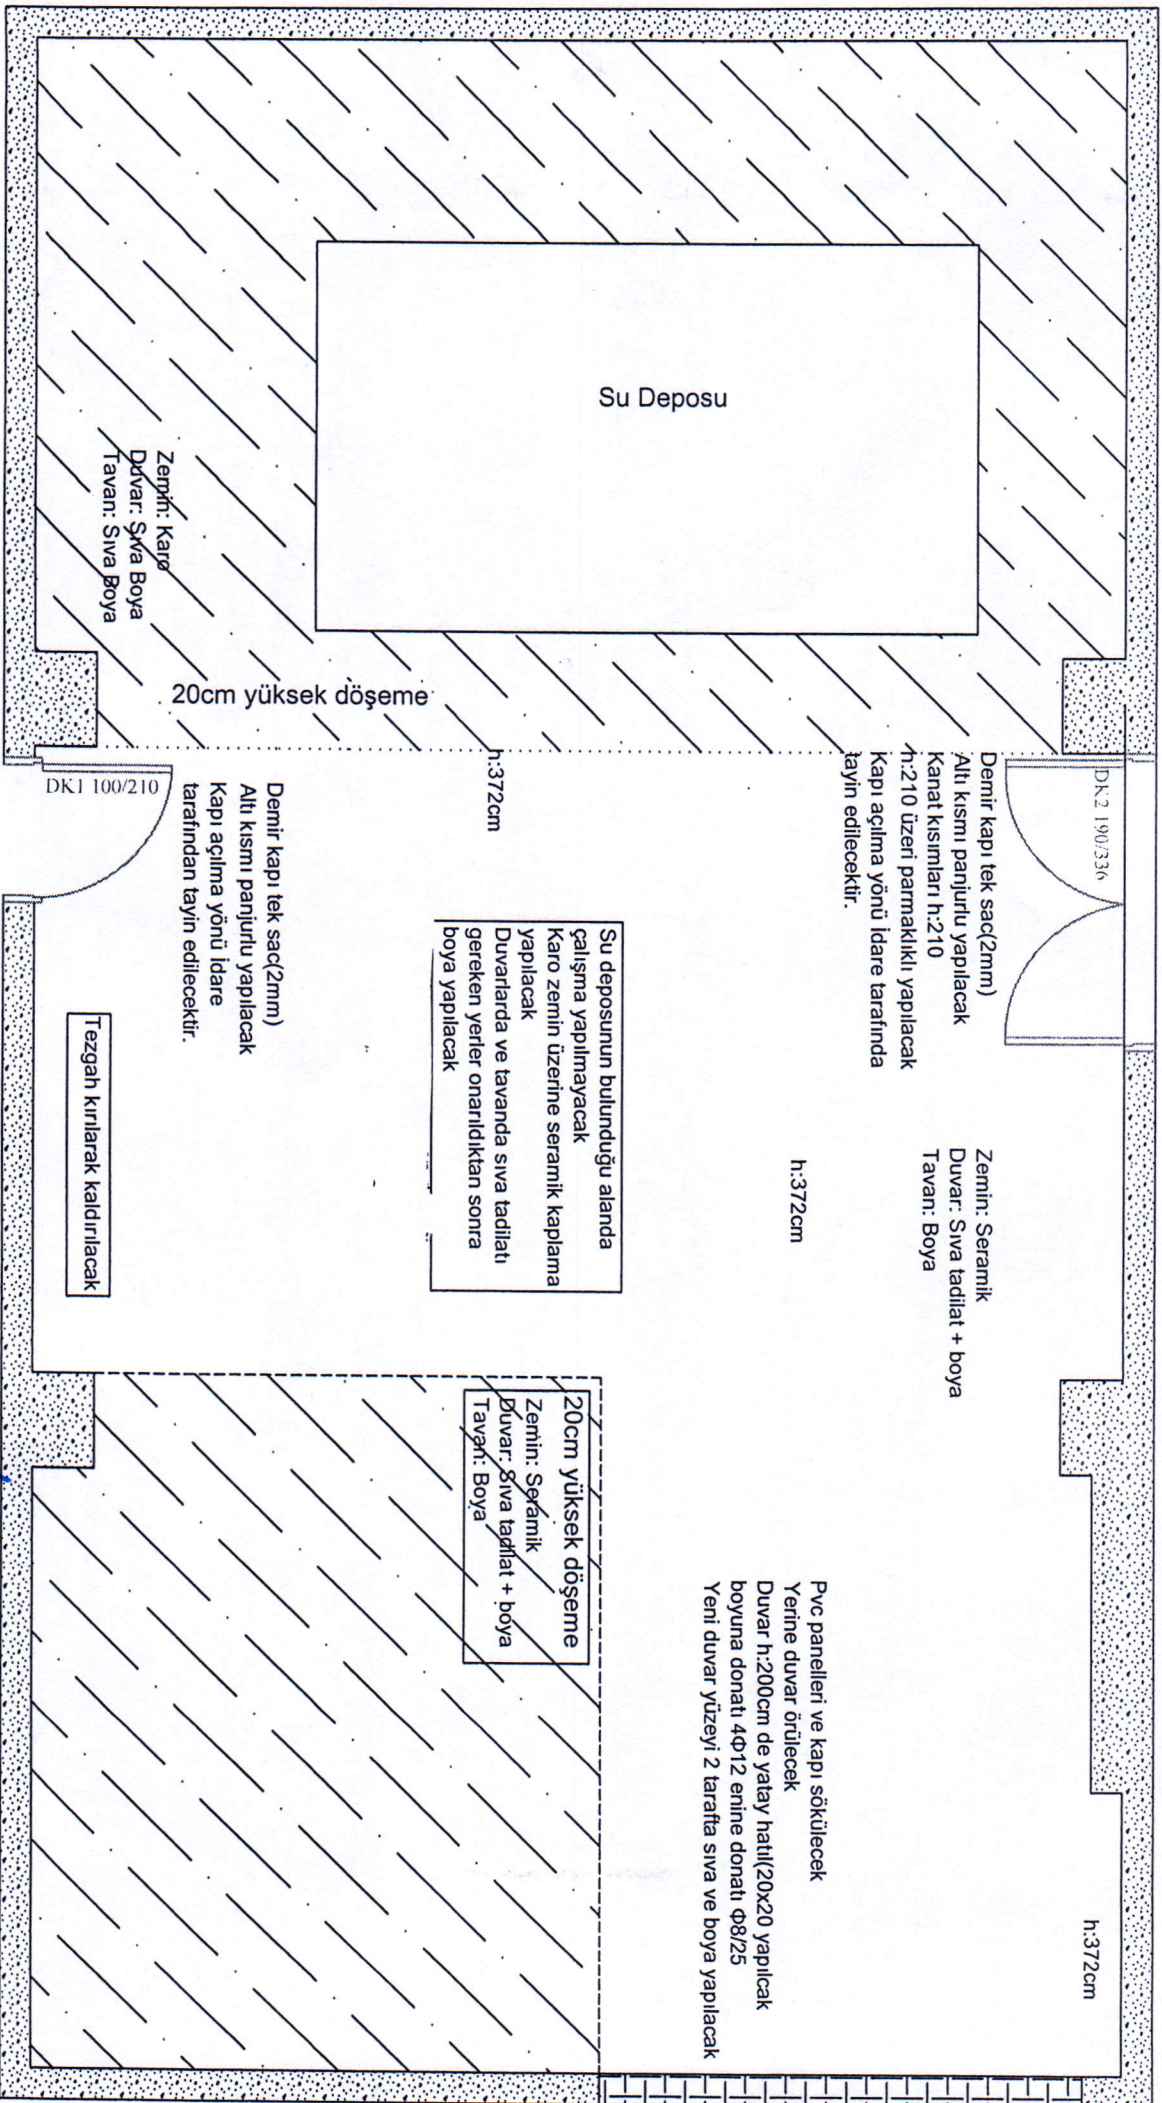 Su Deposu
Zemin: Karo
Duvar: Sıva Boya
Tavan: Sıva Boya
20cm yüksek döşeme
DK2 190/336
Demir kapı tek sac(2mm)
Altı kısmı panjurlu yapılacak
Kanat kısımları h:210
h:210 üzeri parmaklıklı yapılacak
Kapı açılma yönü İdare tarafında
tayin edilecektir.
h:372cm
DK1 100/210
Demir kapı tek sac(2mm)
Altı kısmı panjurlu yapılacak
Kapı açılma yönü İdare
tarafından tayin edilecektir.
Su deposunun bulunduğu alanda
çalışma yapılmayacak
Karo zemin üzerine seramik kaplama
yapılacak
Duvarlarda ve tavanda sıva tadilatı
gereken yerler onarıldıktan sonra
boya yapılacak
Tezgah kırılarak kaldırılacak
Zemin: Seramik
Duvar: Sıva tadilat + boya
Tavan: Boya
h:372cm
20cm yüksek döşeme
Zemin: Seramik
Duvar: Sıva tadilat + boya
Tavan: Boya
Pvc panelleri ve kapı sökülecek
Yerine duvar örülecek
Duvar h:200cm de yatay hatıl(20x20 yapılcak
boyuna donatı 4Φ12 enine donatı Φ8/25
Yeni duvar yüzeyi 2 tarafta sıva ve boya yapılacak
h:372cm